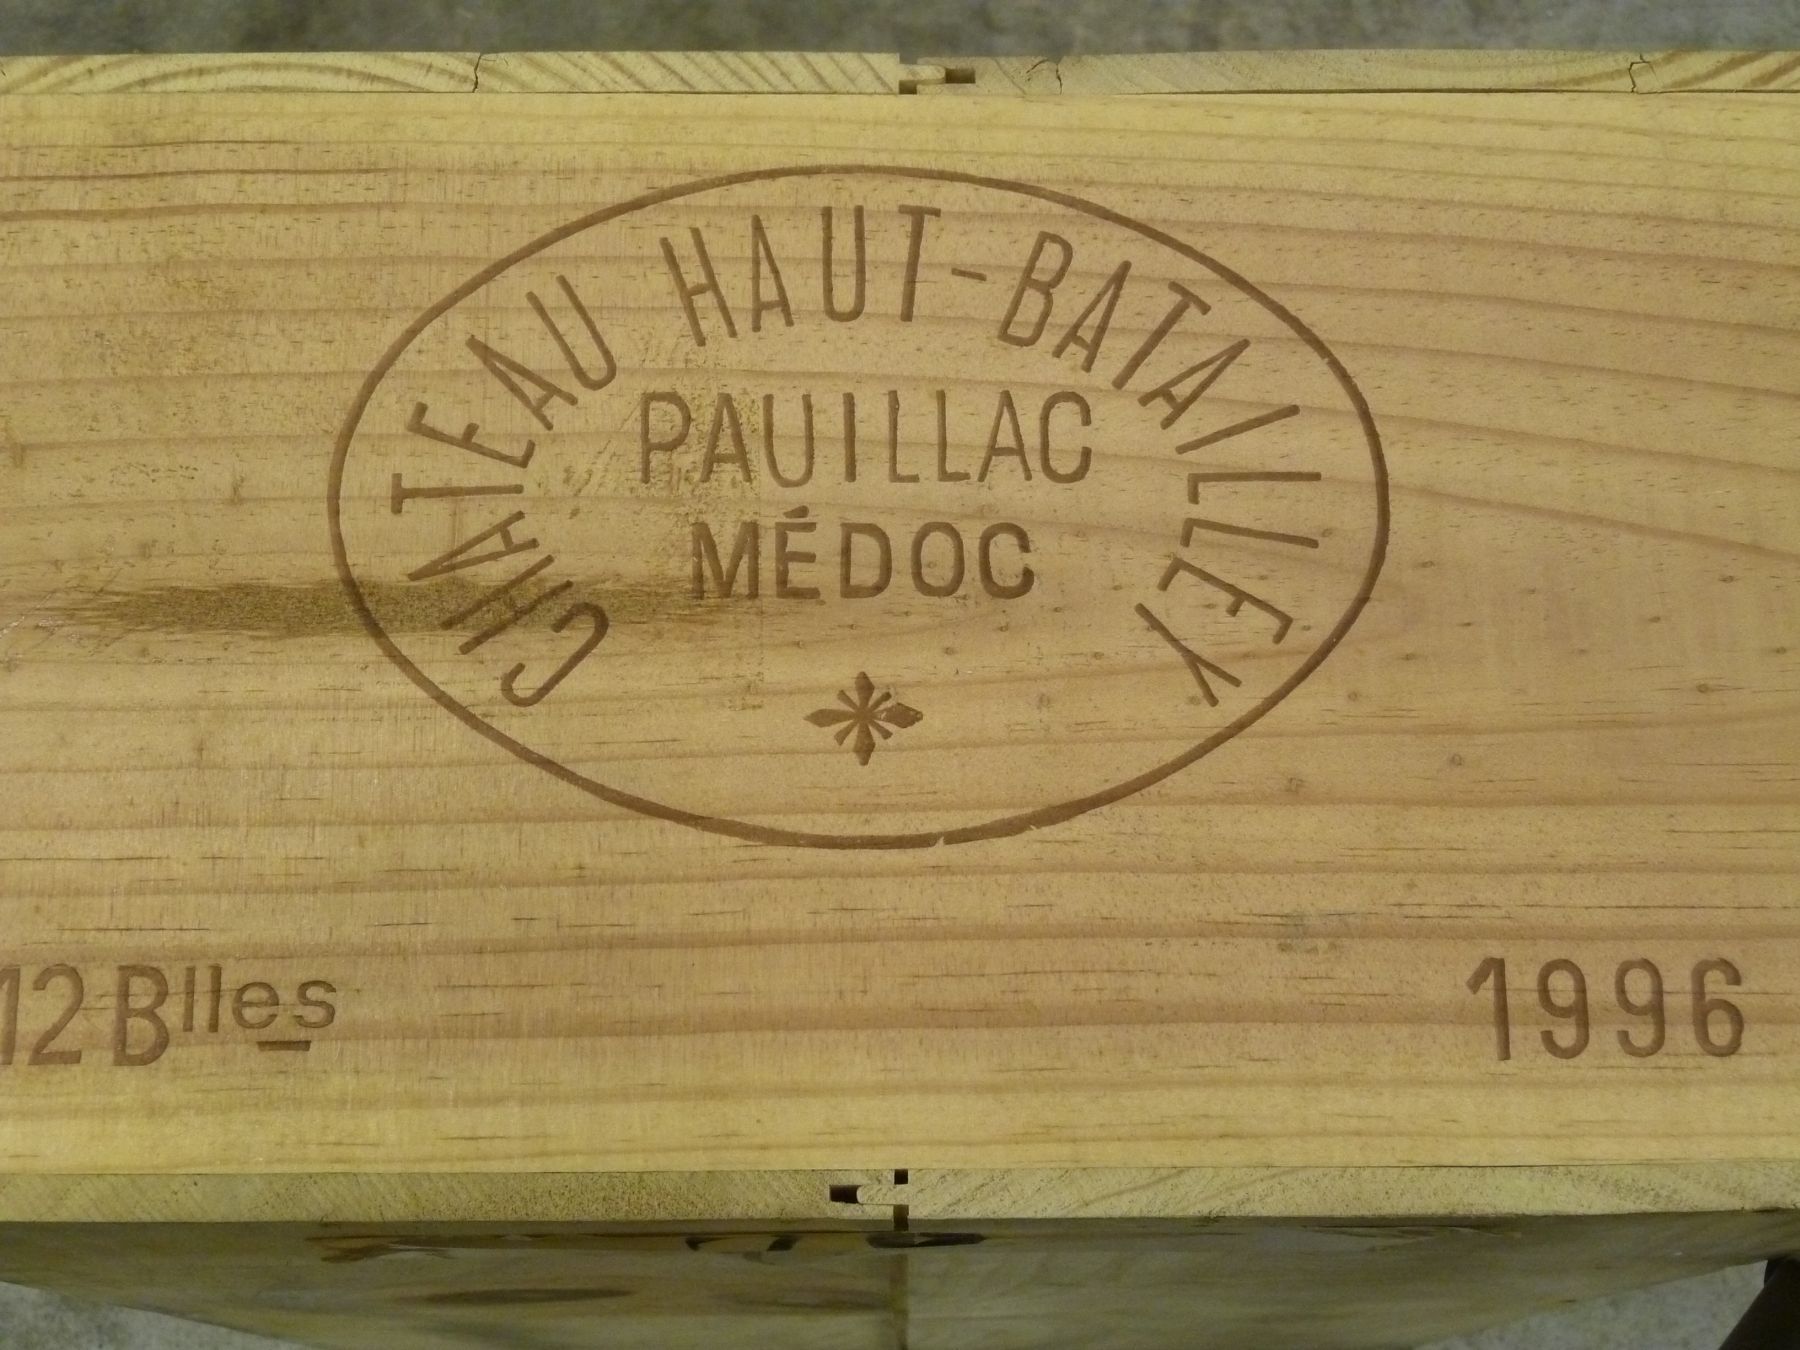 CHATEAU HAUT-BATAILLEY
PAUILLAC
MÉDOC
12 Blles
1996